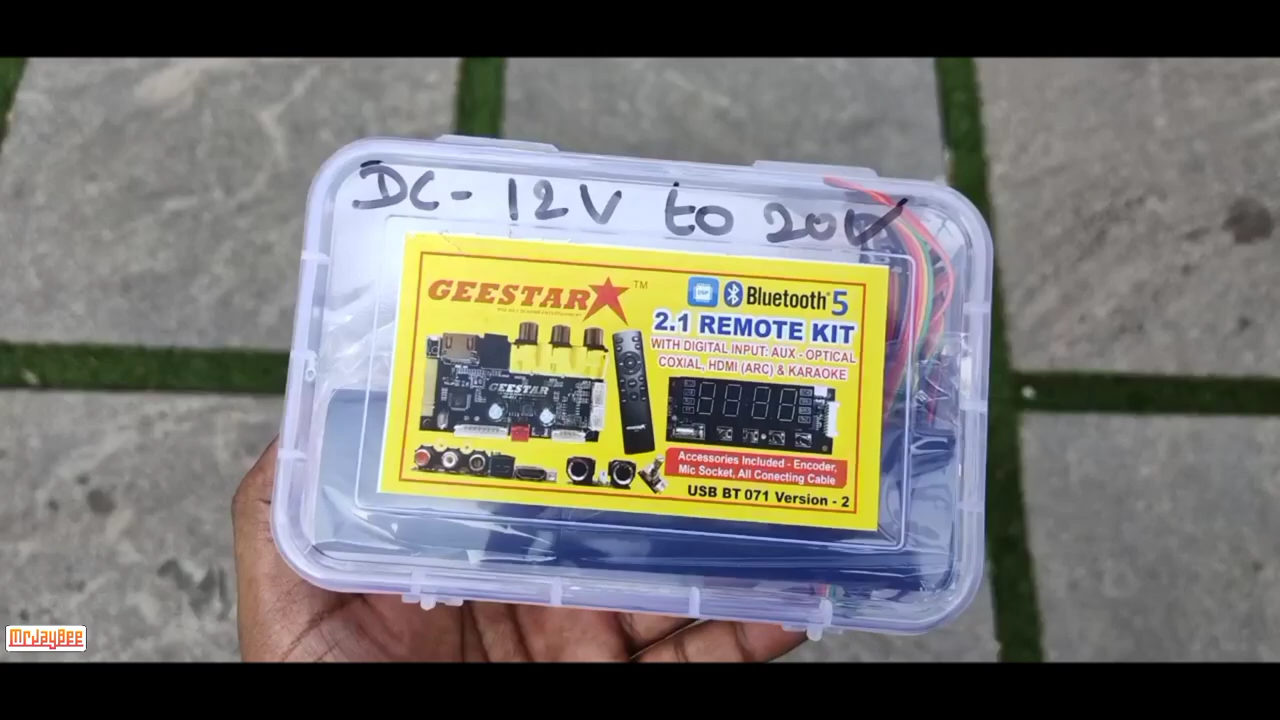 DC - 12V to 20V
GEESTAR TM
Bluetooth 5
2.1 REMOTE KIT
WITH DIGITAL INPUT: AUX - OPTICAL
COXIAL, HDMI (ARC) & KARAOKE
GEESTAR
Accessories Included - Encoder,
Mic Socket, All Conecting Cable
USB BT 071 Version - 2
MrJayBee